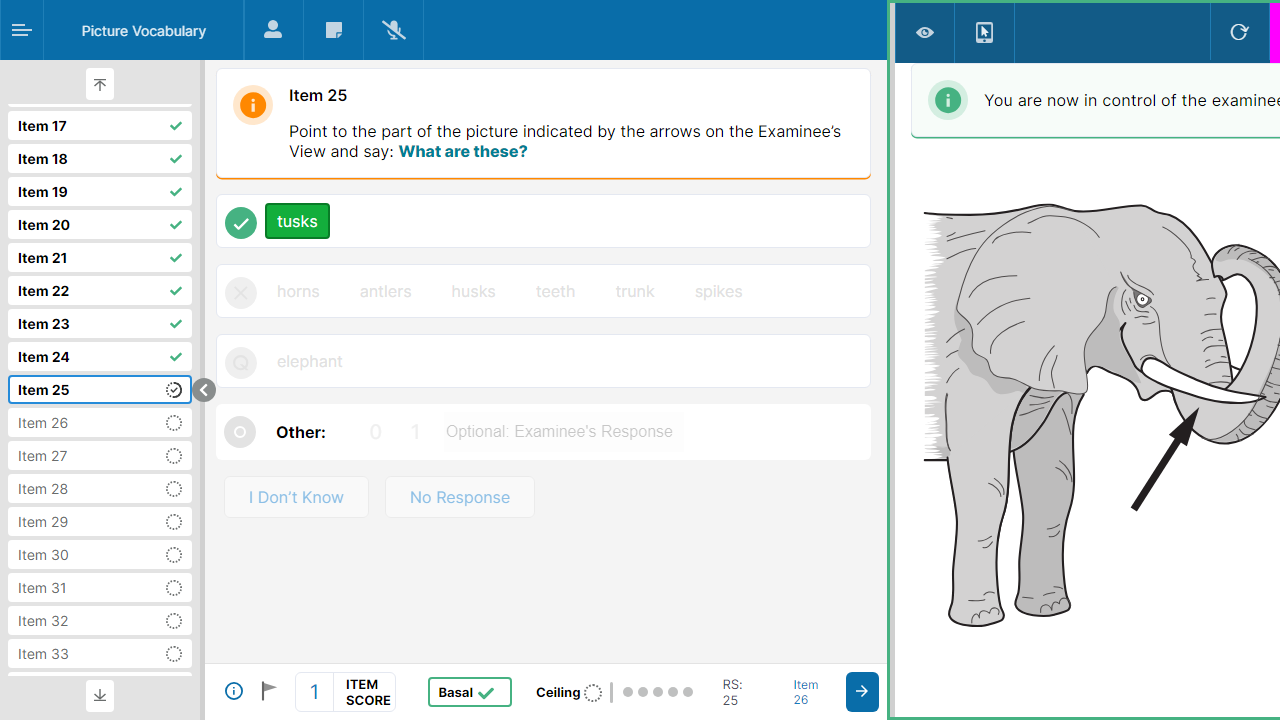 Picture Vocabulary
Item 17
Item 18
Item 19
Item 20
Item 21
Item 22
Item 23
Item 24
Item 25
Item 26
Item 27
Item 28
Item 29
Item 30
Item 31
Item 32
Item 33
Item 25
Point to the part of the picture indicated by the arrows on the Examinee’s
View and say: What are these?
tusks
horns antlers husks teeth trunk spikes
elephant
Other: 0 1 Optional: Examinee's Response
I Don’t Know No Response
1 ITEM SCORE
Basal
Ceiling
RS: 25
Item 26
You are now in control of the examinee